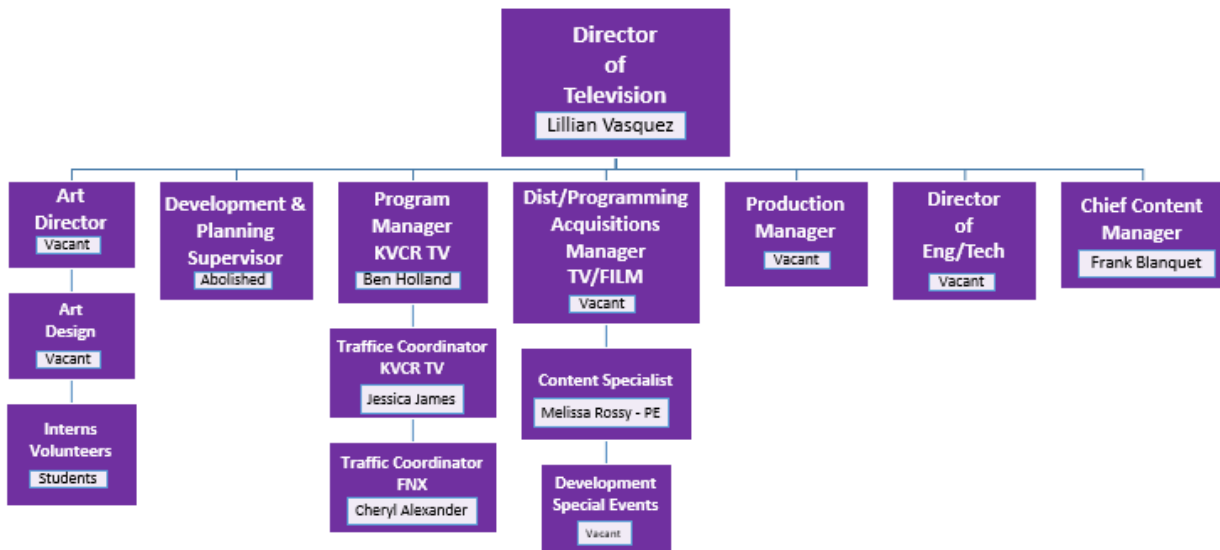 Director
of
Television
Lillian Vasquez
Art
Director
Vacant
Development &
Planning
Supervisor
Abolished
Program
Manager
KVCR TV
Ben Holland
Dist/Programming
Acquisitions
Manager
TV/FILM
Vacant
Production
Manager
Vacant
Director
of
Eng/Tech
Vacant
Chief Content
Manager
Frank Blanquet
Art
Design
Vacant
Traffice Coordinator
KVCR TV
Jessica James
Content Specialist
Melissa Rossy - PE
Interns
Volunteers
Students
Traffic Coordinator
FNX
Cheryl Alexander
Development
Special Events
Vacant